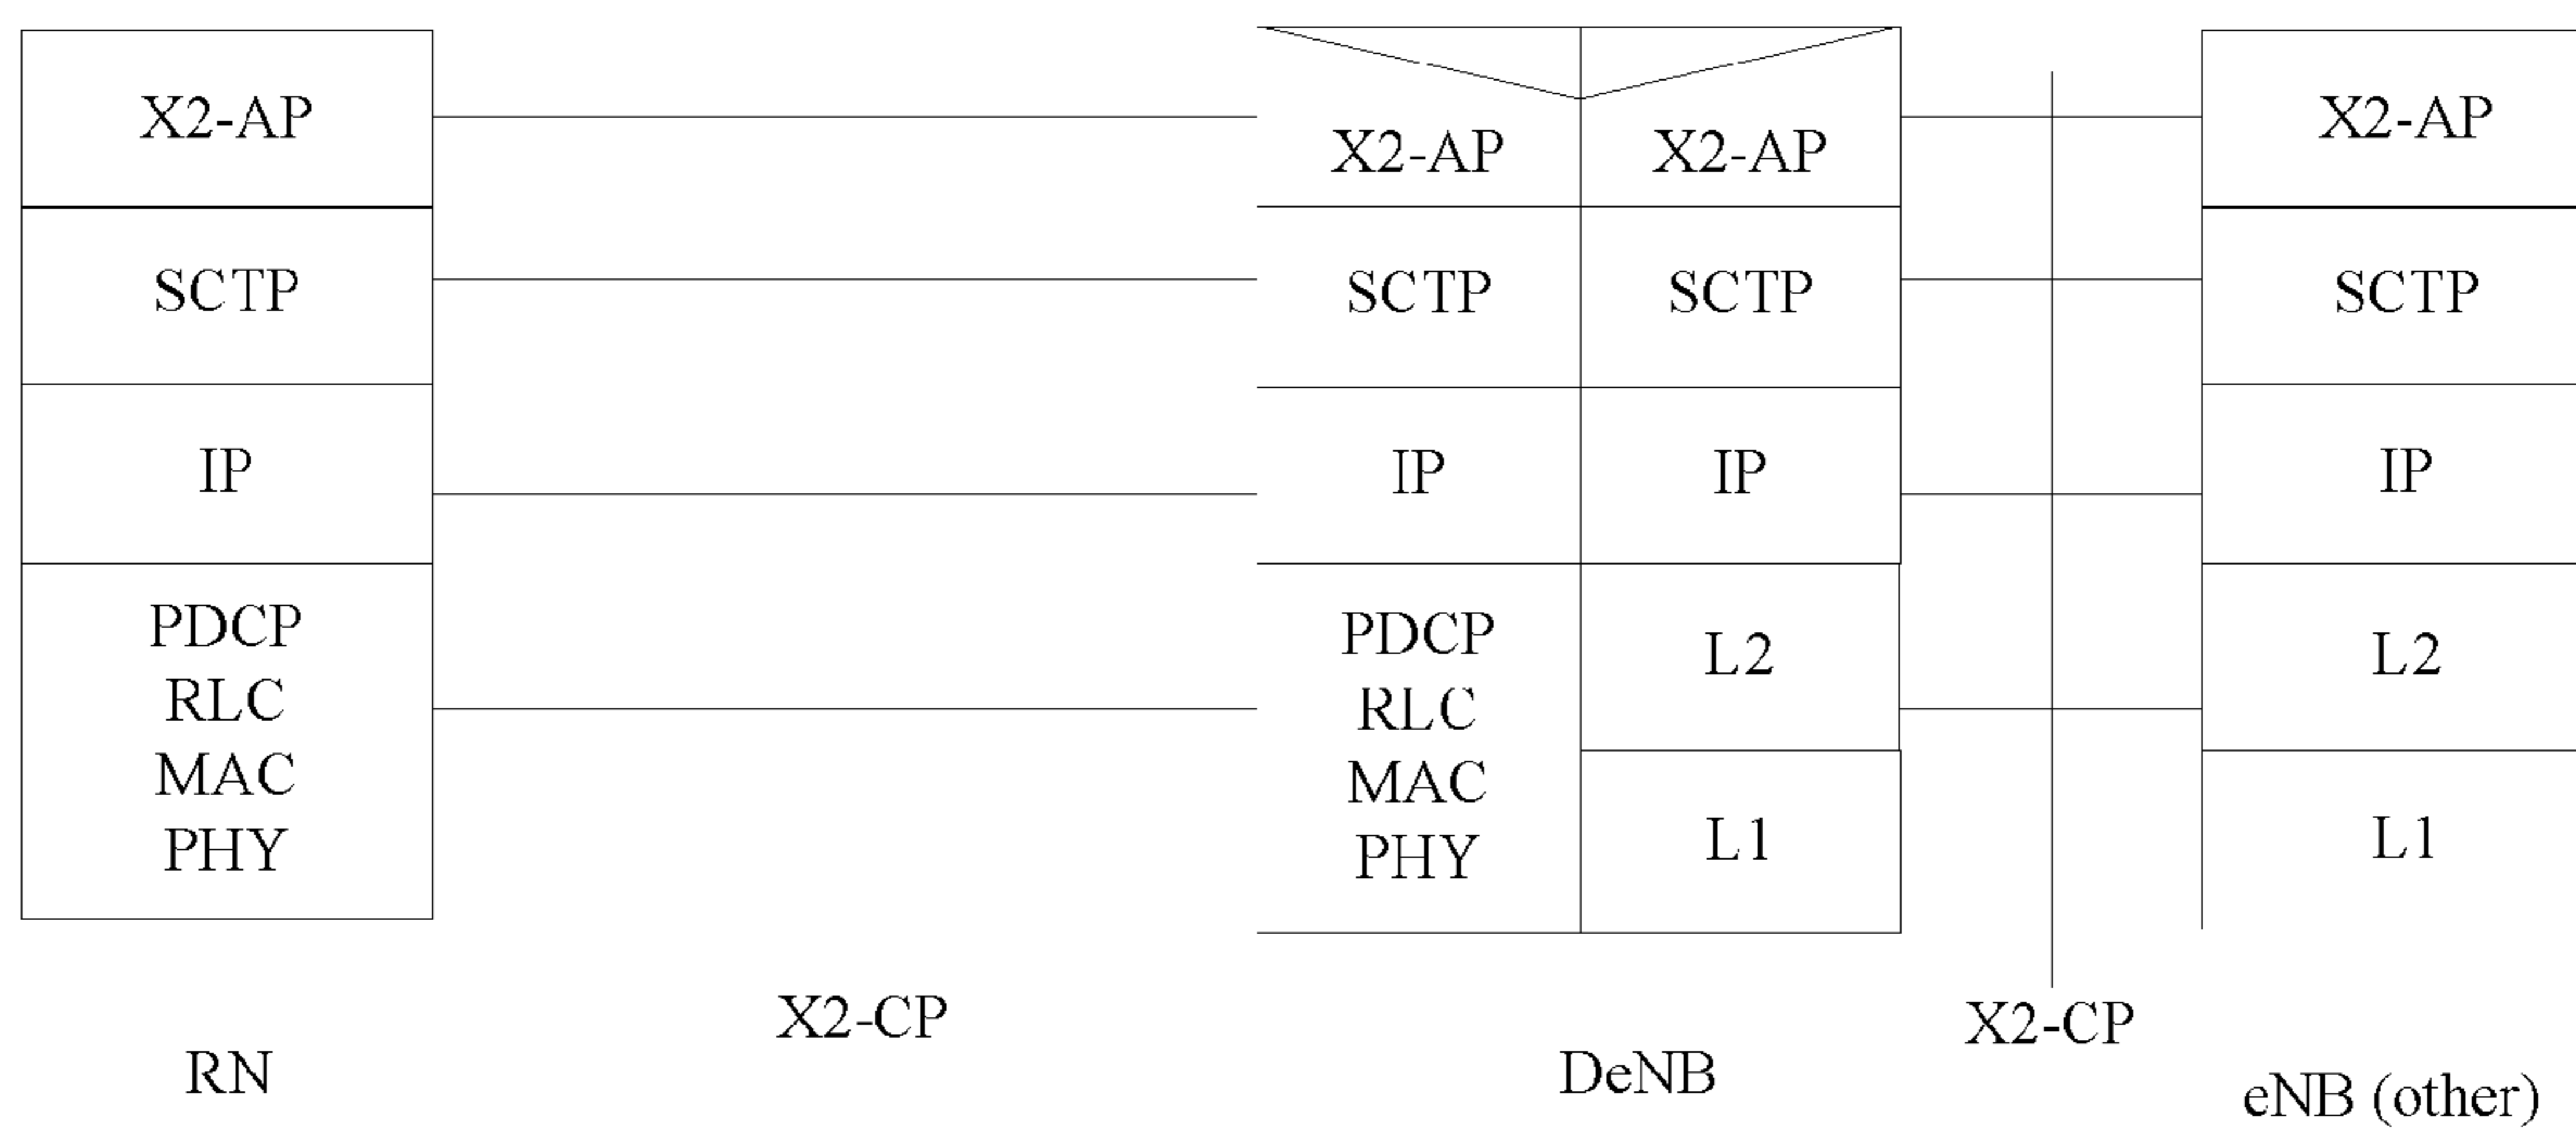 X2-AP
SCTP
IP
PDCP
RLC
MAC
PHY
RN
X2-CP
X2-AP
X2-AP
SCTP
SCTP
IP
IP
PDCP
RLC
MAC
PHY
L2
L1
DeNB
X2-CP
X2-AP
SCTP
IP
L2
L1
eNB (other)